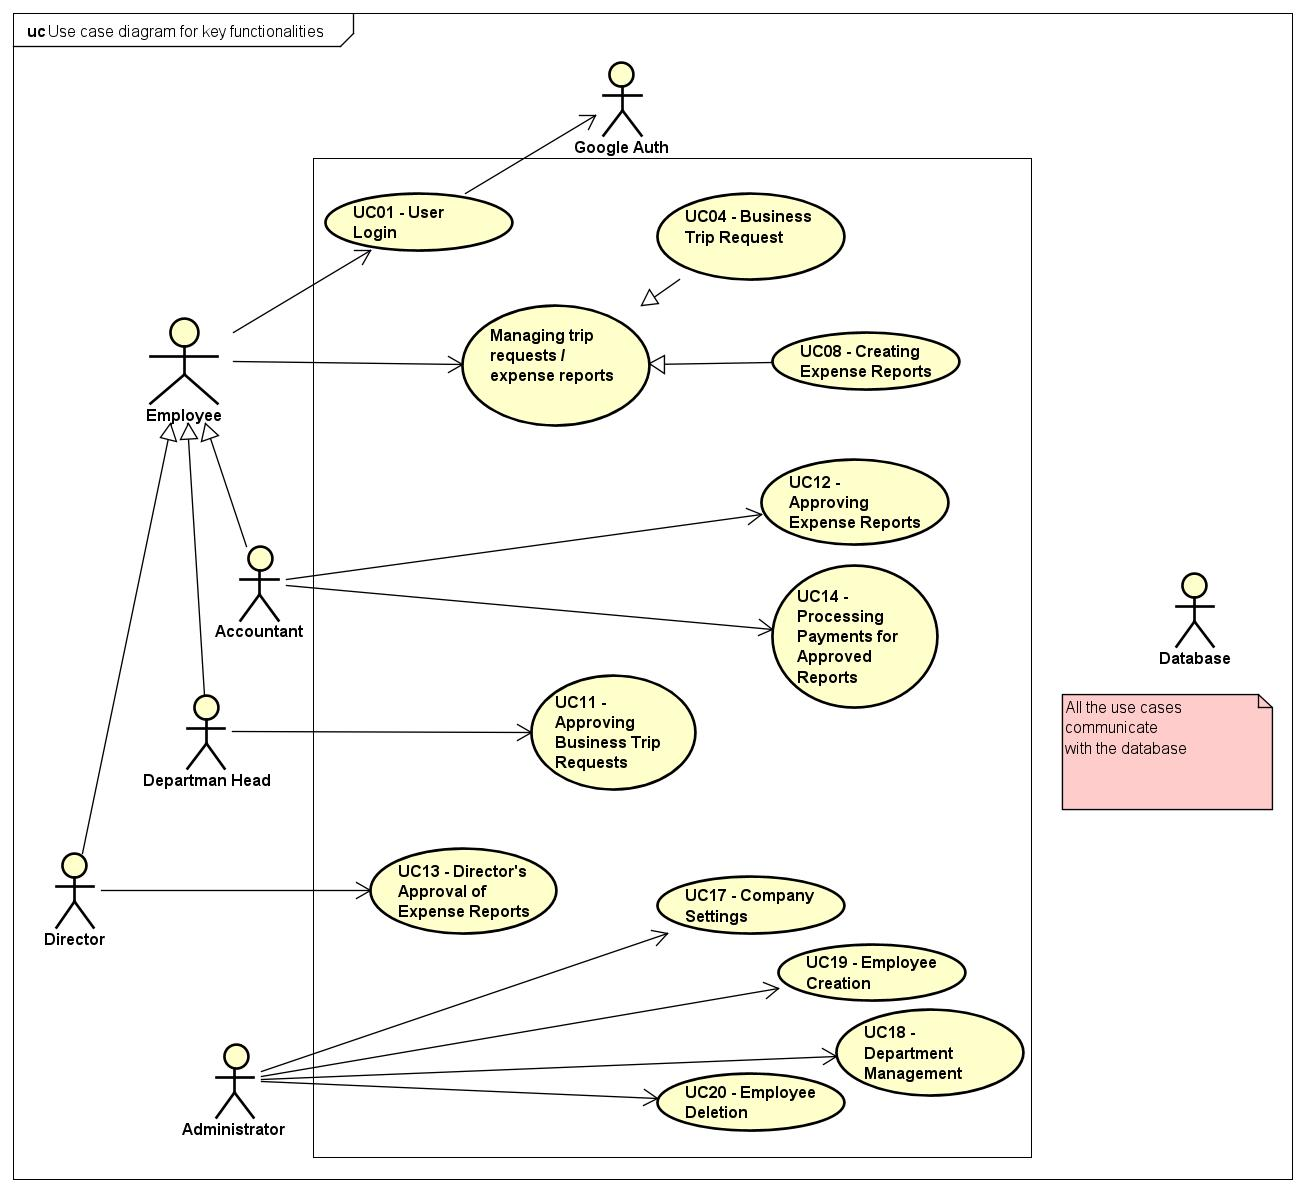 uc Use case diagram for key functionalities
Google Auth
UC01 - User
Login
UC04 - Business
Trip Request
Managing trip
requests /
expense reports
UC08 - Creating
Expense Reports
Employee
UC12 -
Approving
Expense Reports
Accountant
UC14 -
Processing
Payments for
Approved
Reports
Database
All the use cases
communicate
with the database
UC11 -
Approving
Business Trip
Requests
Departman Head
UC13 - Director's
Approval of
Expense Reports
Director
UC17 - Company
Settings
UC19 - Employee
Creation
UC18 -
Department
Management
UC20 - Employee
Deletion
Administrator